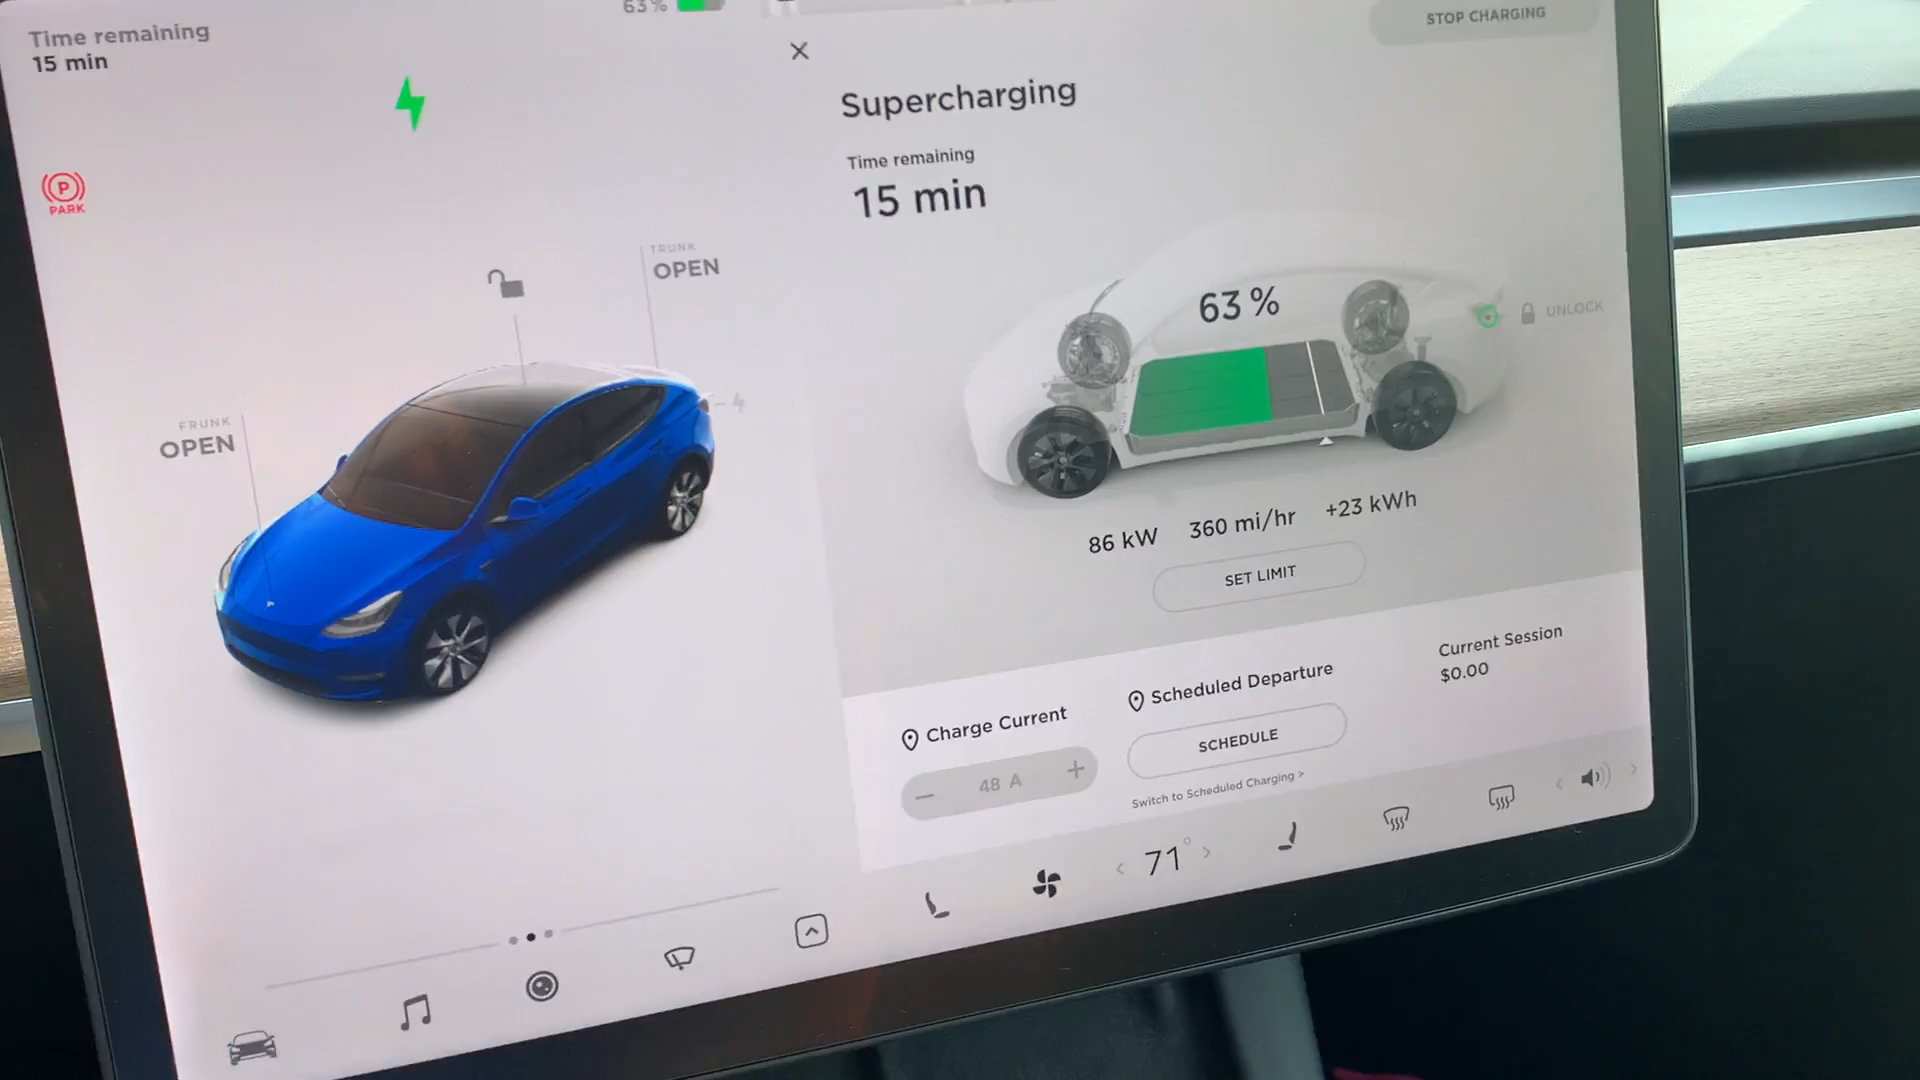 63 %
Time remaining
15 min
STOP CHARGING
Supercharging
Time remaining
15 min
P
PARK
TRUNK
OPEN
63 %
UNLOCK
FRUNK
OPEN
86 kW 360 mi/hr +23 kWh
SET LIMIT
Current Session
$0.00
Scheduled Departure
Charge Current
SCHEDULE
48 A
Switch to Scheduled Charging >
71°